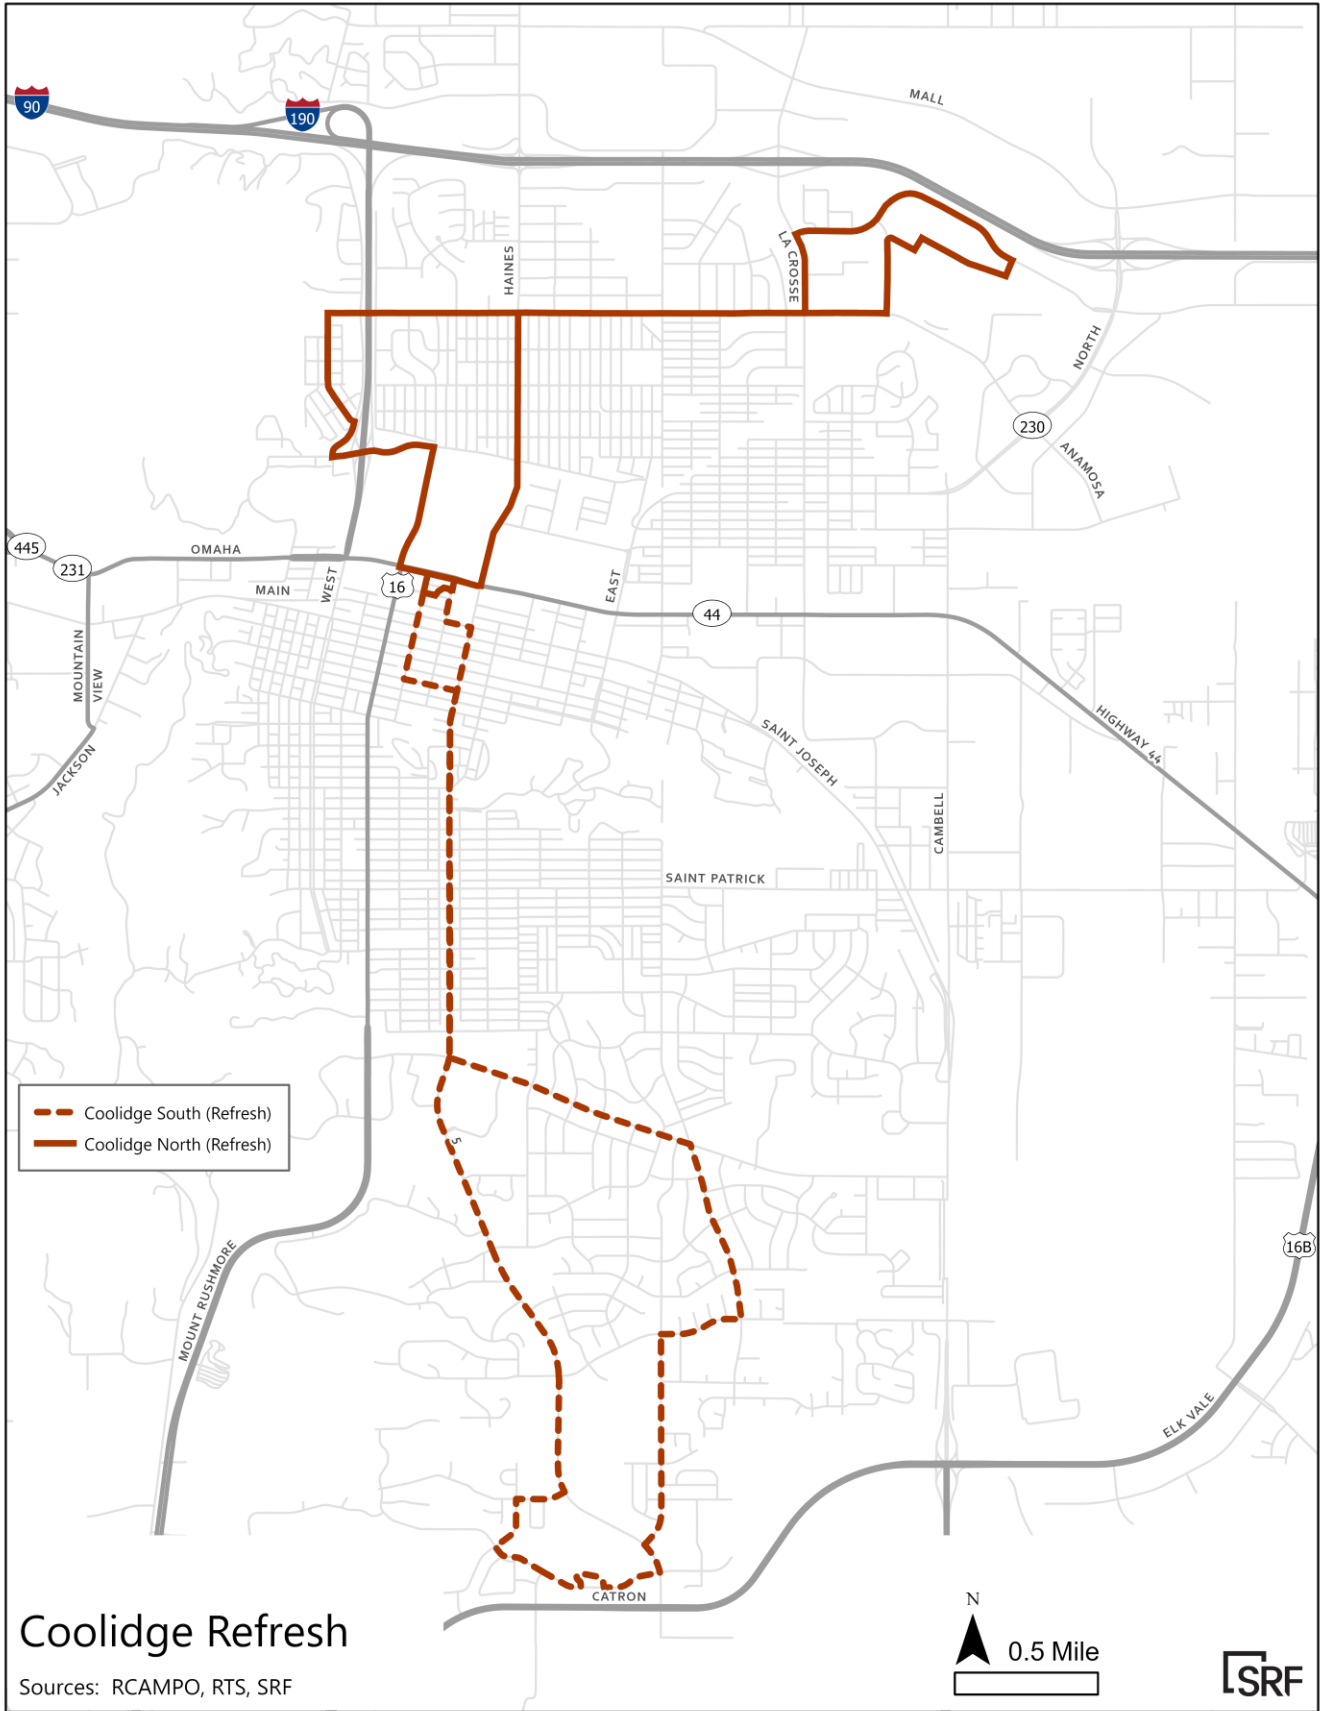 90
190
MALL
HAINES
LA CROSSE
NORTH
230
ANAMOSA
445
231
OMAHA
MAIN
WEST
16
EAST
44
MOUNTAIN
VIEW
JACKSON
SAINT JOSEPH
HIGHWAY 44
CAMBELL
SAINT PATRICK
Coolidge South (Refresh)
Coolidge North (Refresh)
5
MOUNT RUSHMORE
16B
ELK VALE
CATRON
Coolidge Refresh
Sources: RCAMPO, RTS, SRF
N
0.5 Mile
SRF